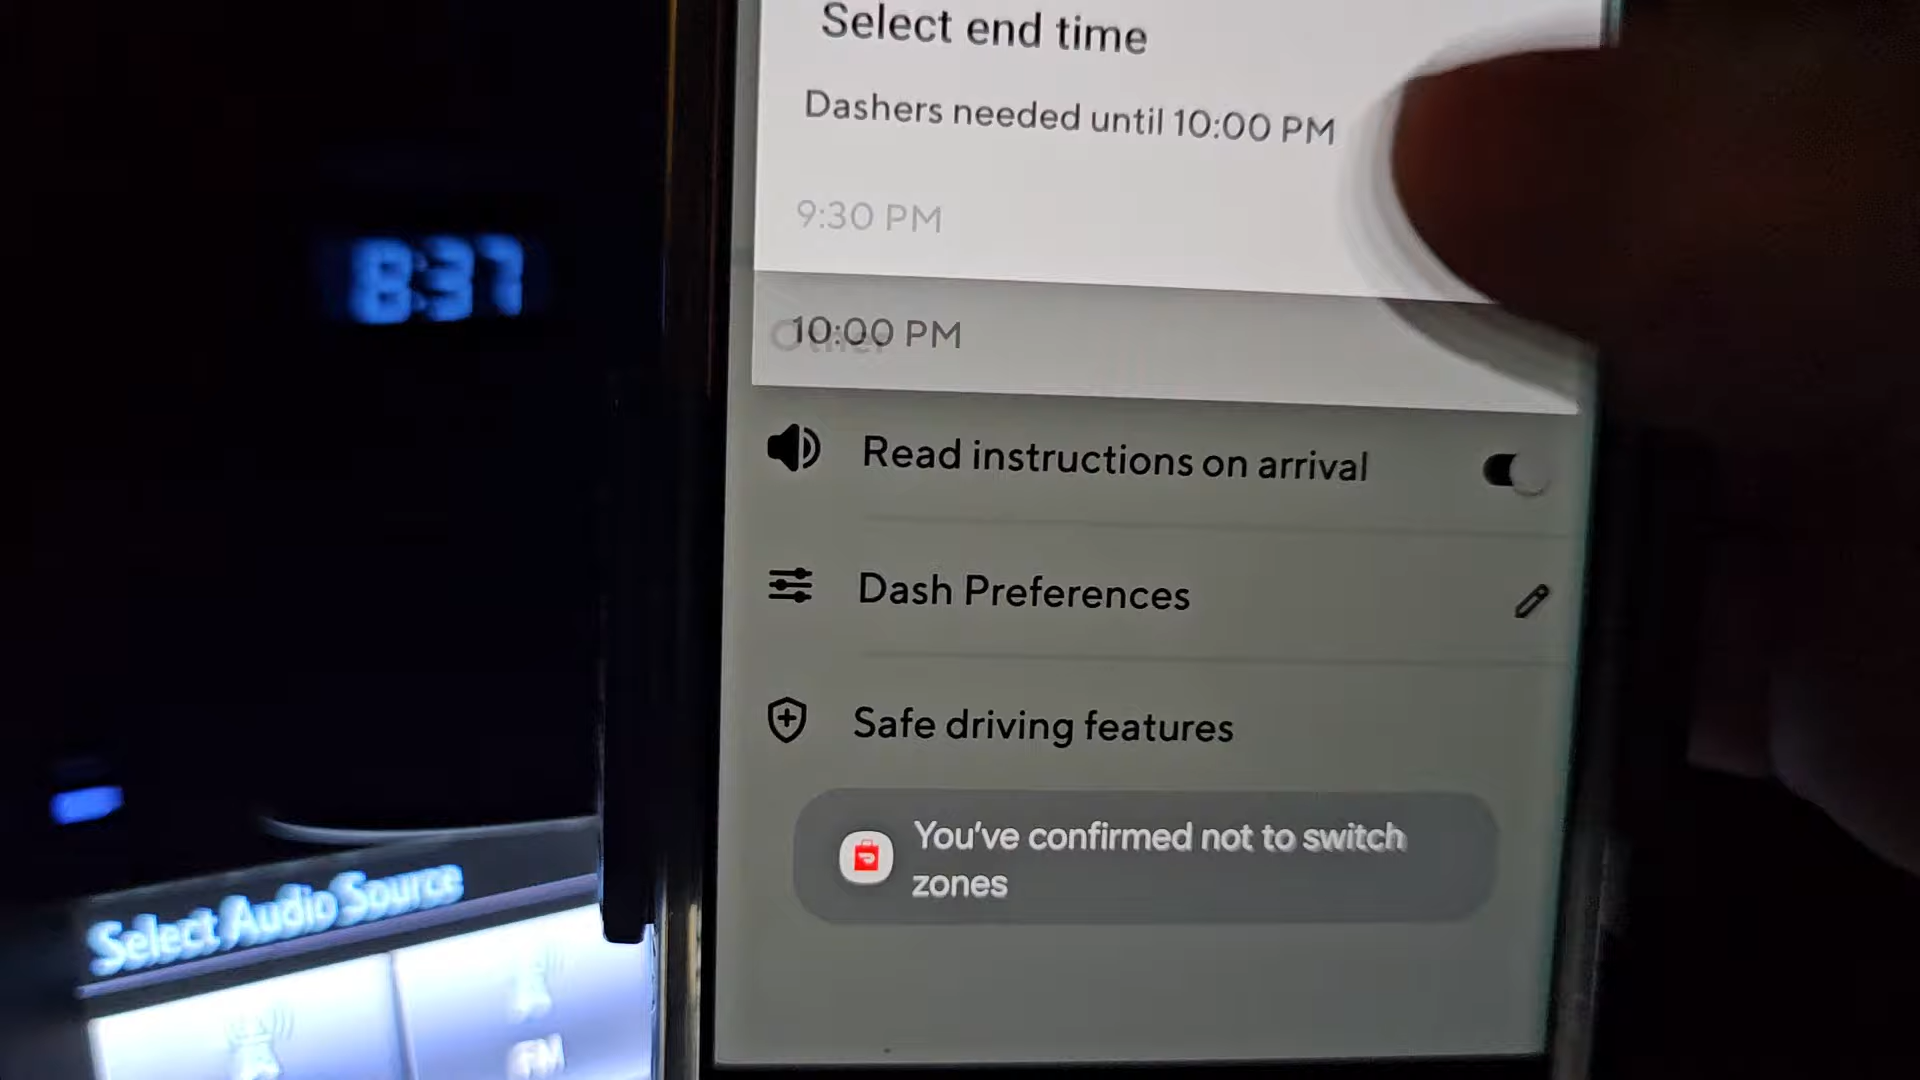 Select end time
Dashers needed until 10:00 PM
9:30 PM
8:37
10:00 PM
Read instructions on arrival
Dash Preferences
Safe driving features
You've confirmed not to switch
zones
Select Audio Source
FM